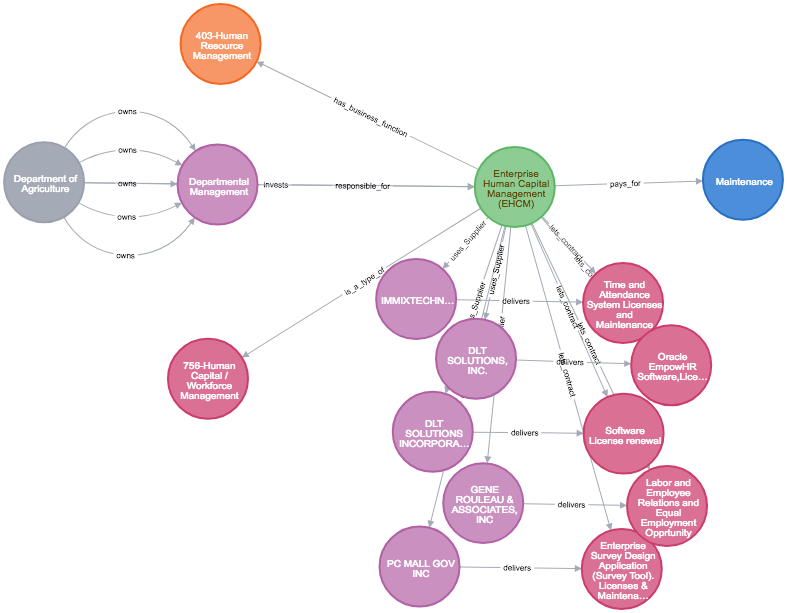 403-Human
Resource
Management
has_business_function
owns
owns
owns
owns
owns
Department of
Agriculture
Departmental
Management
invests
responsible_for
Enterprise
Human Capital
Management
(EHCM)
pays_for
Maintenance
is_a_type_of
756-Human
Capital /
Workforce
Management
uses_Supplier
uses_Supplier
s_Supplier
lier
lets_contract
lets_co
lets_contract
lets_contract
lets_contract
IMMIXTECHN...
delivers
Time and
Attendance
System Licenses
and
Maintenance
DLT
SOLUTIONS,
INC.
delivers
Oracle
EmpowHR
Software,Lice...
DLT
SOLUTIONS
INCORPORA...
delivers
Software
License renewal
GENE
ROULEAU &
ASSOCIATES,
INC
delivers
Labor and
Employee
Relations and
Equal
Employment
Opprtunity
PC MALL GOV
INC
delivers
Enterprise
Survey Design
Application
(Survey Tool).
Licenses &
Maintena...